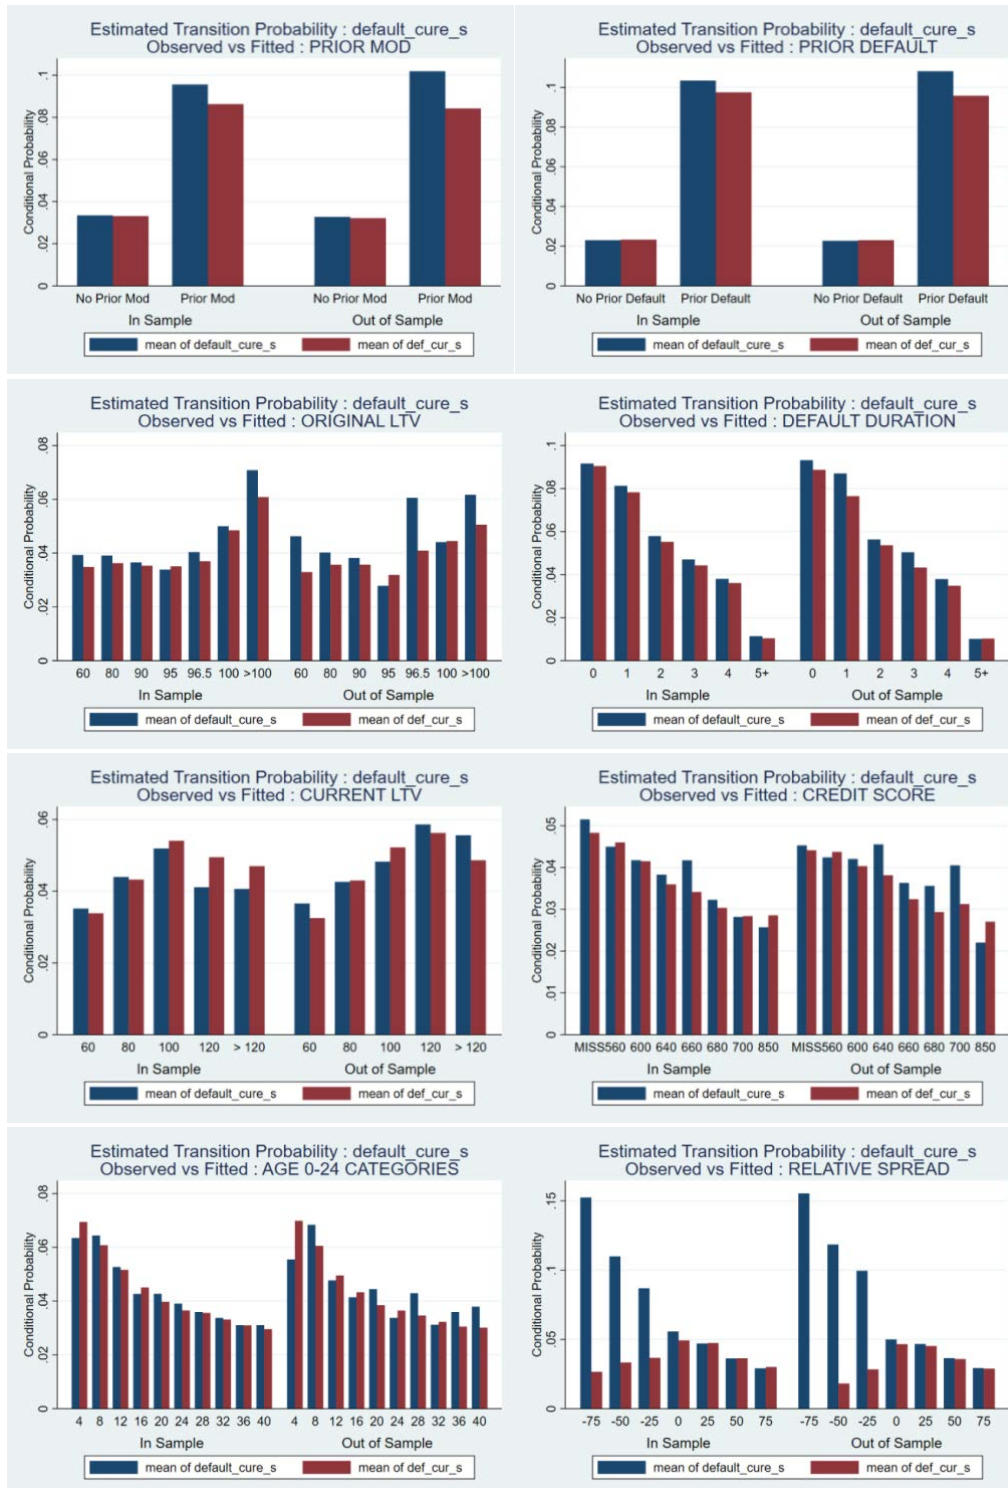 Estimated Transition Probability : default_cure_s
Observed vs Fitted : PRIOR MOD
Conditional Probability
0 .02 .04 .06 .08 .1
No Prior Mod Prior Mod No Prior Mod Prior Mod
In Sample Out of Sample
mean of default_cure_s mean of def_cur_s
Estimated Transition Probability : default_cure_s
Observed vs Fitted : PRIOR DEFAULT
Conditional Probability
0 .02 .04 .06 .08 .1
No Prior Default Prior Default No Prior Default Prior Default
In Sample Out of Sample
mean of default_cure_s mean of def_cur_s
Estimated Transition Probability : default_cure_s
Observed vs Fitted : ORIGINAL LTV
Conditional Probability
0 .02 .04 .06 .08
60 80 90 95 96.5 100 >100 60 80 90 95 96.5 100 >100
In Sample Out of Sample
mean of default_cure_s mean of def_cur_s
Estimated Transition Probability : default_cure_s
Observed vs Fitted : DEFAULT DURATION
Conditional Probability
0 .02 .04 .06 .08 .1
0 1 2 3 4 5+ 0 1 2 3 4 5+
In Sample Out of Sample
mean of default_cure_s mean of def_cur_s
Estimated Transition Probability : default_cure_s
Observed vs Fitted : CURRENT LTV
Conditional Probability
0 .02 .04 .06
60 80 100 120 > 120 60 80 100 120 > 120
In Sample Out of Sample
mean of default_cure_s mean of def_cur_s
Estimated Transition Probability : default_cure_s
Observed vs Fitted : CREDIT SCORE
Conditional Probability
0 .01 .02 .03 .04 .05
MISS560 600 640 660 680 700 850 MISS560 600 640 660 680 700 850
In Sample Out of Sample
mean of default_cure_s mean of def_cur_s
Estimated Transition Probability : default_cure_s
Observed vs Fitted : AGE 0-24 CATEGORIES
Conditional Probability
0 .02 .04 .06 .08
4 8 12 16 20 24 28 32 36 40 4 8 12 16 20 24 28 32 36 40
In Sample Out of Sample
mean of default_cure_s mean of def_cur_s
Estimated Transition Probability : default_cure_s
Observed vs Fitted : RELATIVE SPREAD
Conditional Probability
0 .05 .1 .15
-75 -50 -25 0 25 50 75 -75 -50 -25 0 25 50 75
In Sample Out of Sample
mean of default_cure_s mean of def_cur_s